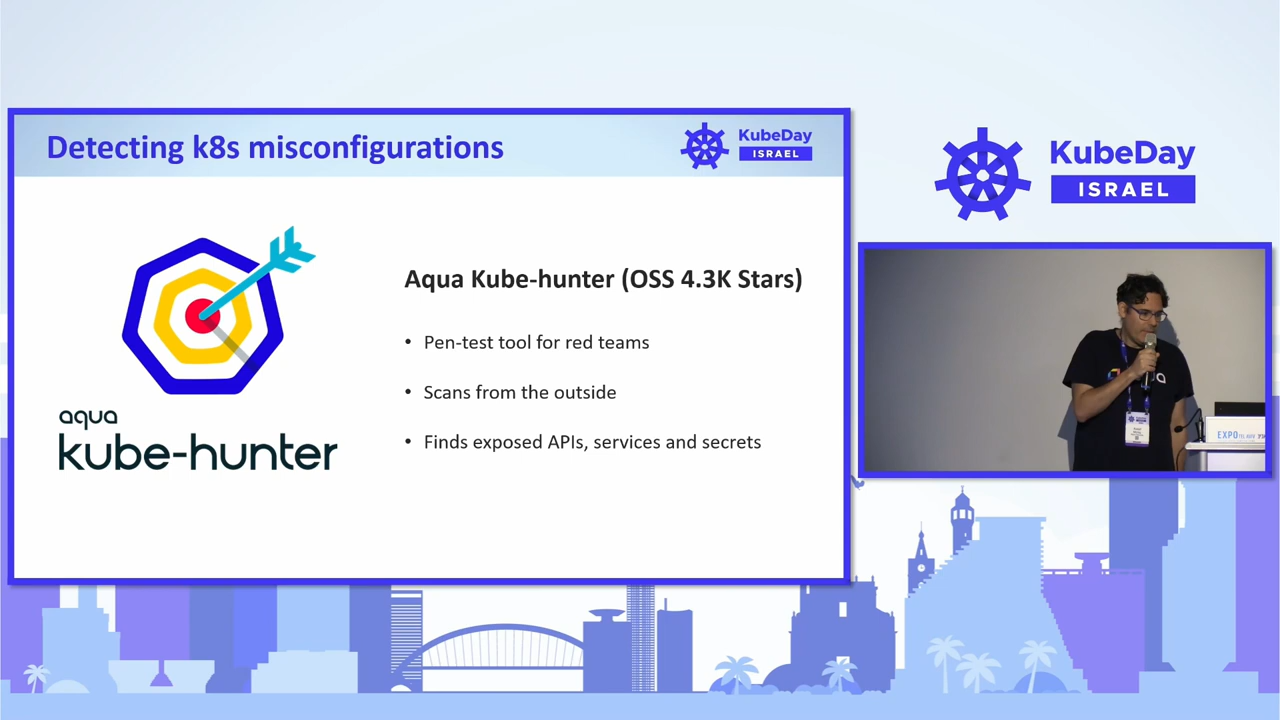 Detecting k8s misconfigurations
KubeDay
ISRAEL
aqua
kube-hunter
Aqua Kube-hunter (OSS 4.3K Stars)
• Pen-test tool for red teams
• Scans from the outside
• Finds exposed APIs, services and secrets
KubeDay
ISRAEL
EXPO